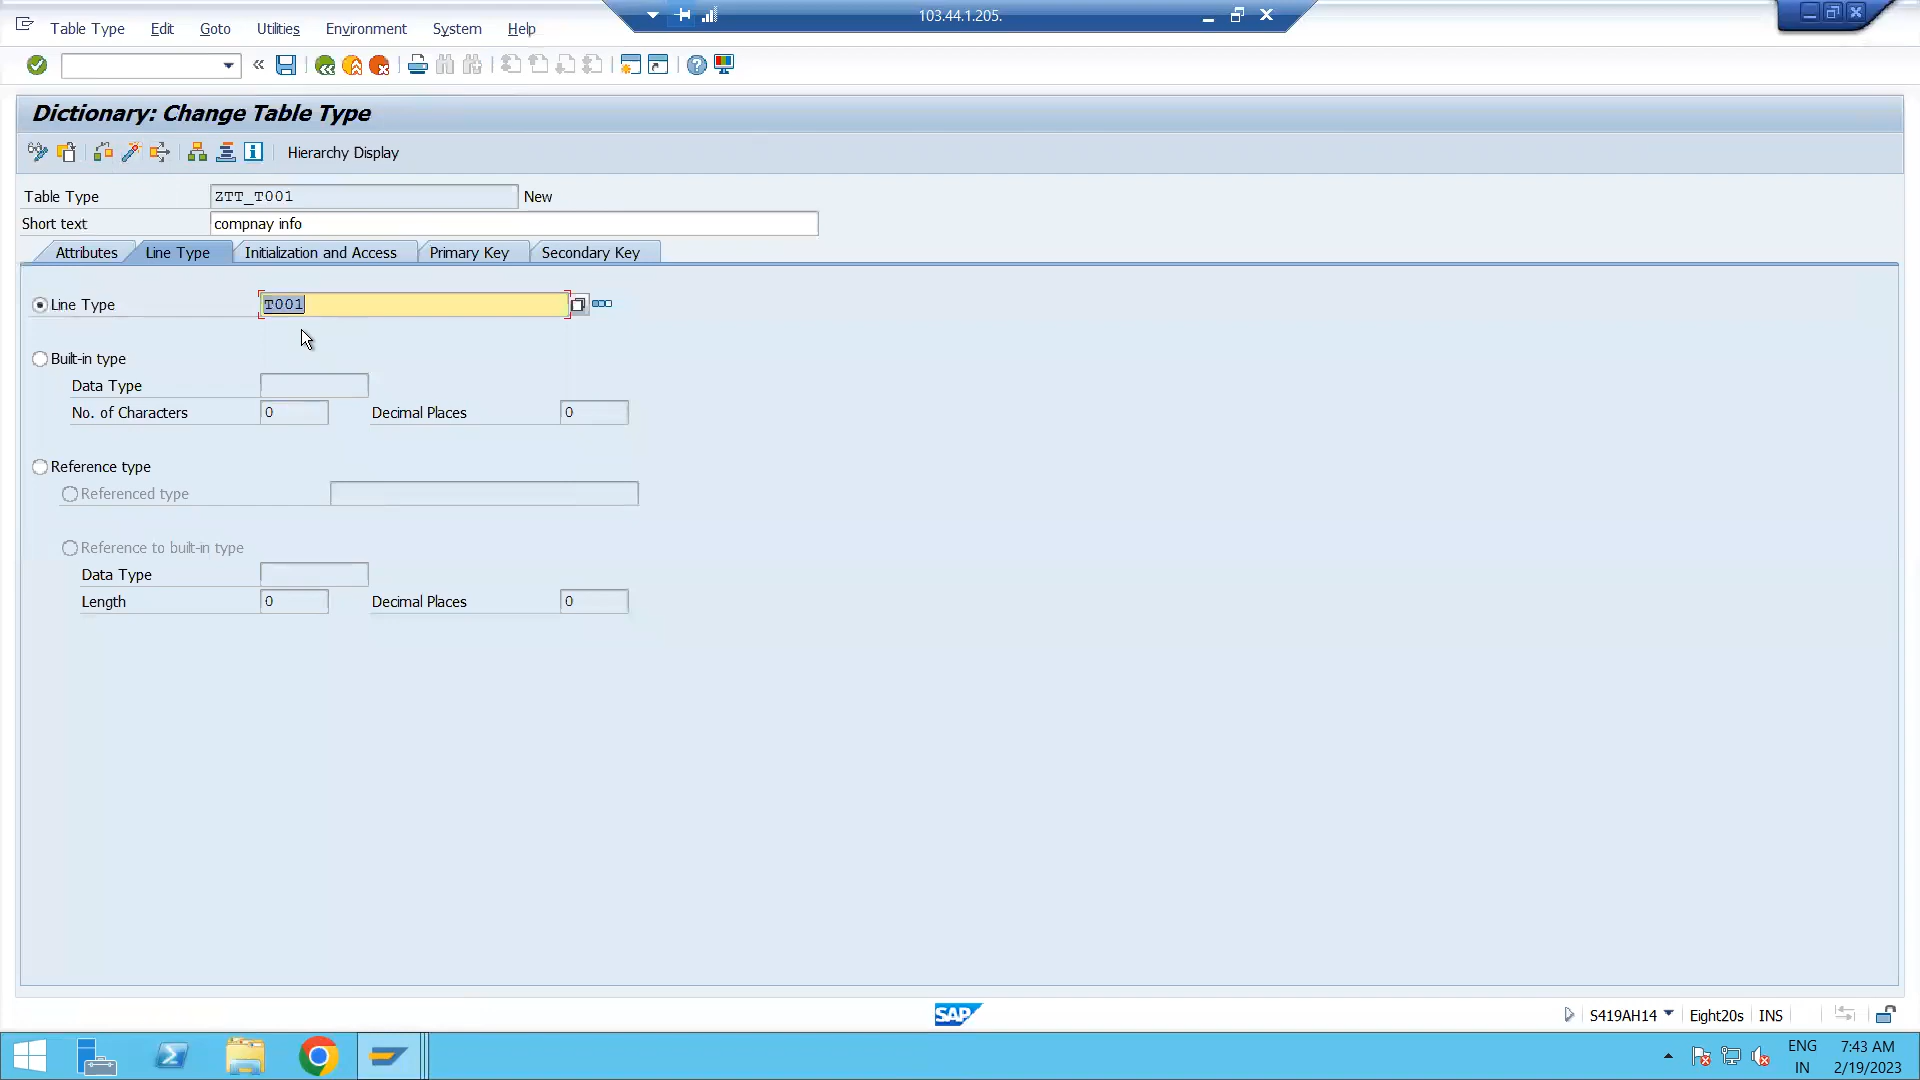 103.44.1.205.
Table Type Edit Goto Utilities Environment System Help
Dictionary: Change Table Type
Hierarchy Display
Table Type ZTT_T001 New
Short text compnay info
Attributes Line Type Initialization and Access Primary Key Secondary Key
Line Type T001
Built-in type
Data Type
No. of Characters 0 Decimal Places 0
Reference type
Referenced type
Reference to built-in type
Data Type
Length 0 Decimal Places 0
SAP S419AH14 Eight20s INS
ENG 7:43 AM
IN 2/19/2023